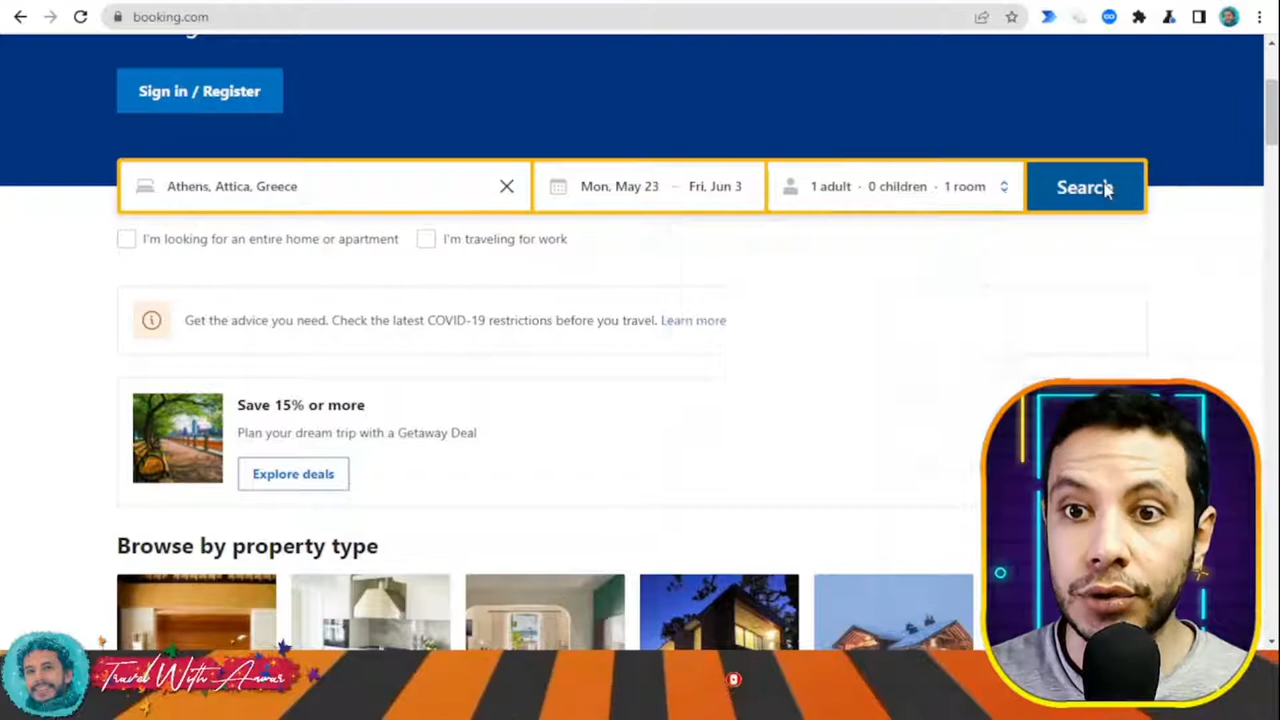 booking.com
Sign in / Register
Athens, Attica, Greece
Mon, May 23 – Fri, Jun 3
1 adult · 0 children · 1 room
Search
I'm looking for an entire home or apartment
I'm traveling for work
Get the advice you need. Check the latest COVID-19 restrictions before you travel. Learn more
Save 15% or more
Plan your dream trip with a Getaway Deal
Explore deals
Browse by property type
Travel With Anwar